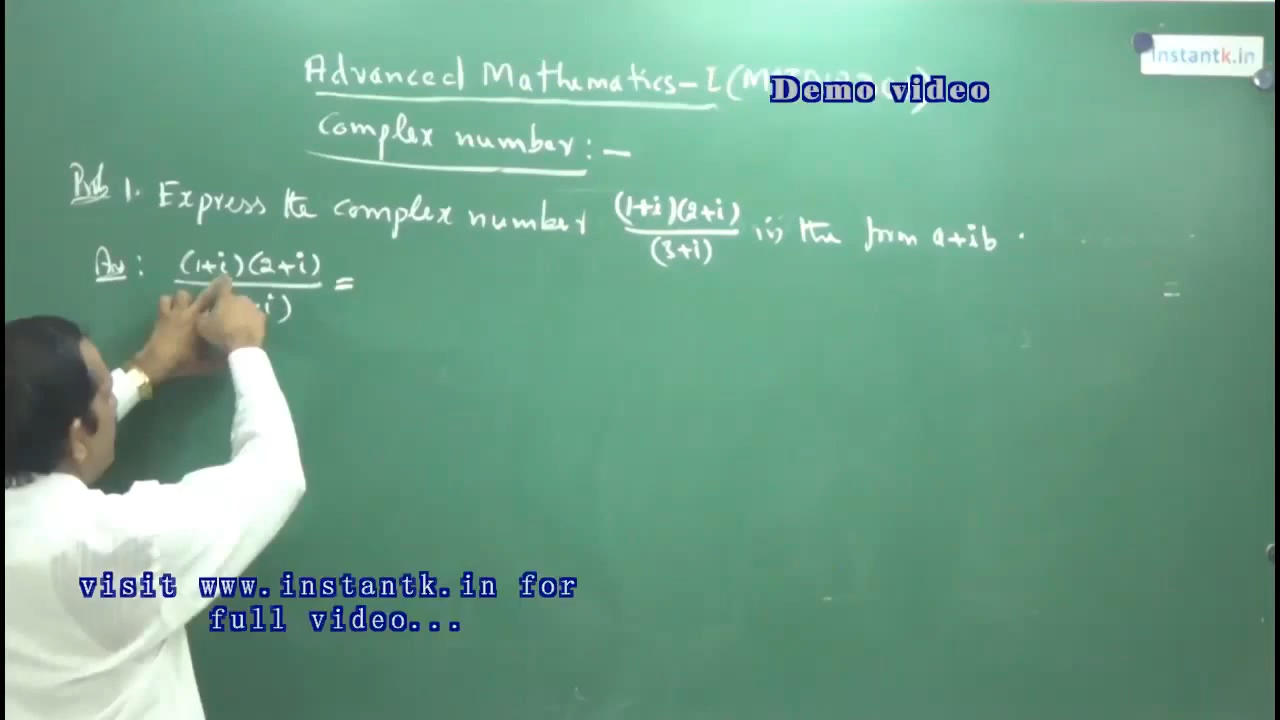 instantk.in
Advanced Mathematics-I (
Demo video
Complex number :-
Prob 1. Express the complex number (1+i)(2+i)/(3+i) in the form a+ib.
Ans: (1+i)(2+i)/ i) =
visit www.instantk.in for
full video...